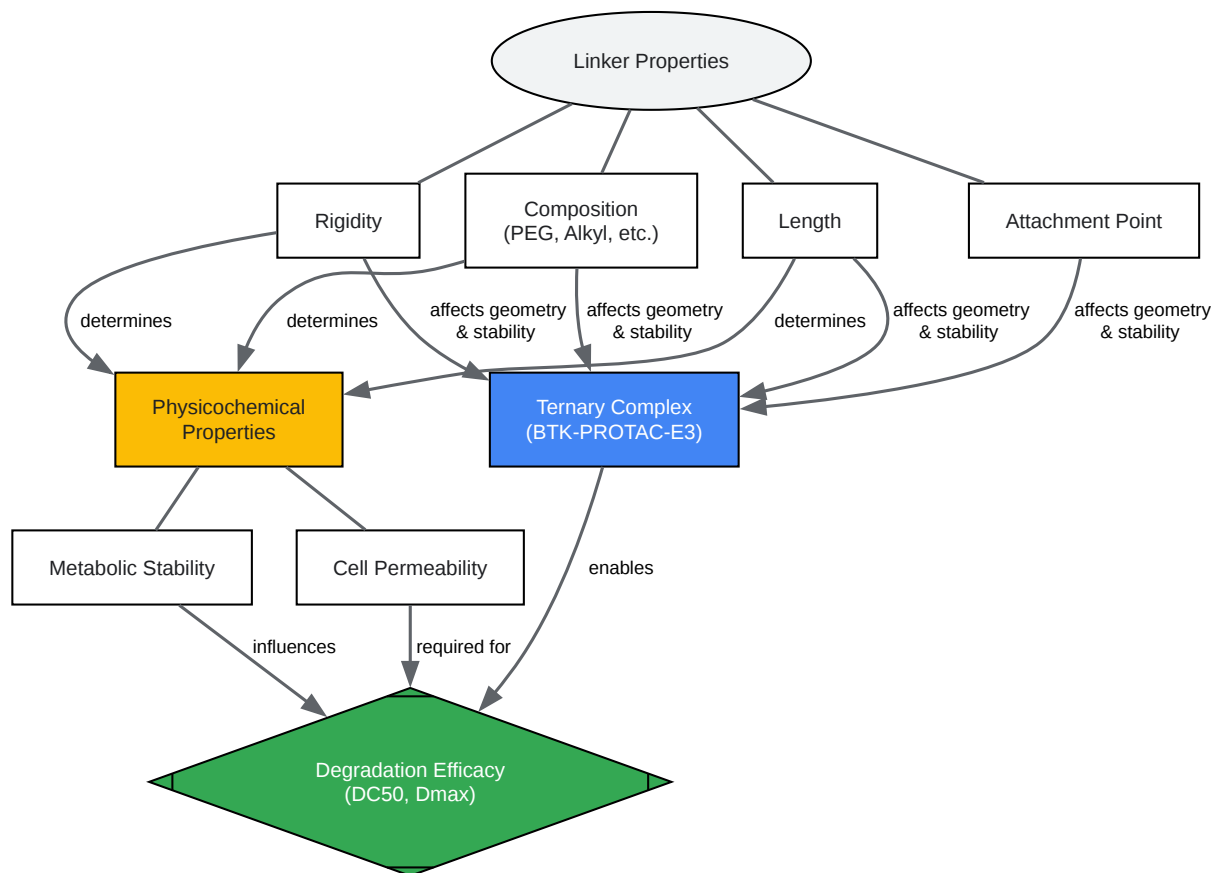 Linker Properties
Rigidity
Composition
(PEG, Alkyl, etc.)
Length
Attachment Point
determines
determines
affects geometry
& stability
affects geometry
& stability
determines
affects geometry
& stability
affects geometry
& stability
Physicochemical
Properties
Ternary Complex
(BTK-PROTAC-E3)
Metabolic Stability
Cell Permeability
enables
influences
required for
Degradation Efficacy
(DC50, Dmax)